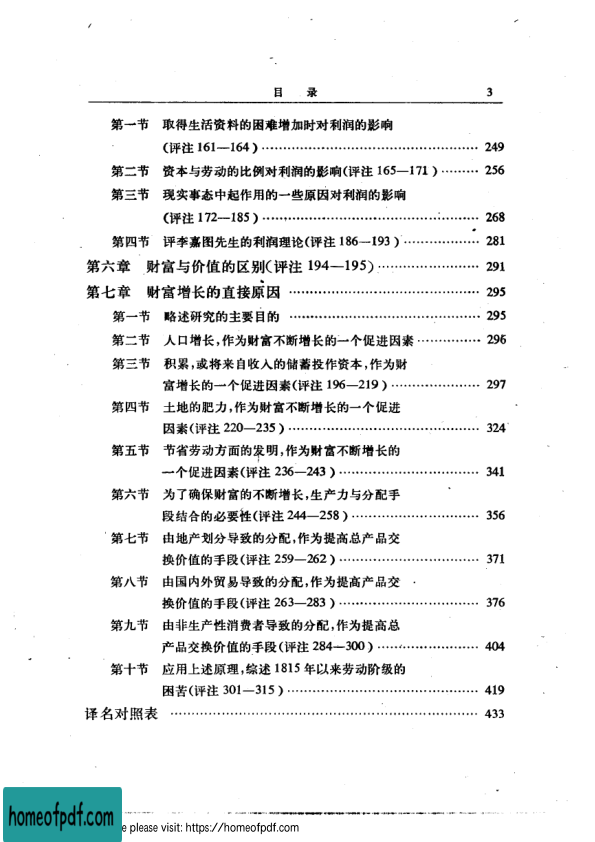 目 录 3
第一节 取得生活资料的困难增加时对利润的影响
(评注 161—164) 249
第二节 资本与劳动的比例对利润的影响(评注 165—171) 256
第三节 现实事态中起作用的一些原因对利润的影响
(评注 172—185) 268
第四节 评李嘉图先生的利润理论(评注 186—193) 281
第六章 财富与价值的区别(评注 194—195) 291
第七章 财富增长的直接原因 295
第一节 略述研究的主要目的 295
第二节 人口增长,作为财富不断增长的一个促进因素 296
第三节 积累,或将来自收入的储蓄投作资本,作为财
富增长的一个促进因素(评注 196—219) 297
第四节 土地的肥力,作为财富不断增长的一个促进
因素(评注 220—235) 324
第五节 节省劳动方面的发明,作为财富不断增长的
一个促进因素(评注 236—243) 341
第六节 为了确保财富的不断增长,生产力与分配手
段结合的必要性(评注 244—258) 356
第七节 由地产划分导致的分配,作为提高总产品交
换价值的手段(评注 259—262) 371
第八节 由国内外贸易导致的分配,作为提高产品交
换价值的手段(评注 263—283) 376
第九节 由非生产性消费者导致的分配,作为提高总
产品交换价值的手段(评注 284—300) 404
第十节 应用上述原理,综述 1815 年以来劳动阶级的
困苦(评注 301—315) 419
译名对照表 433
homeofpdf.com
please visit: https://homeofpdf.com